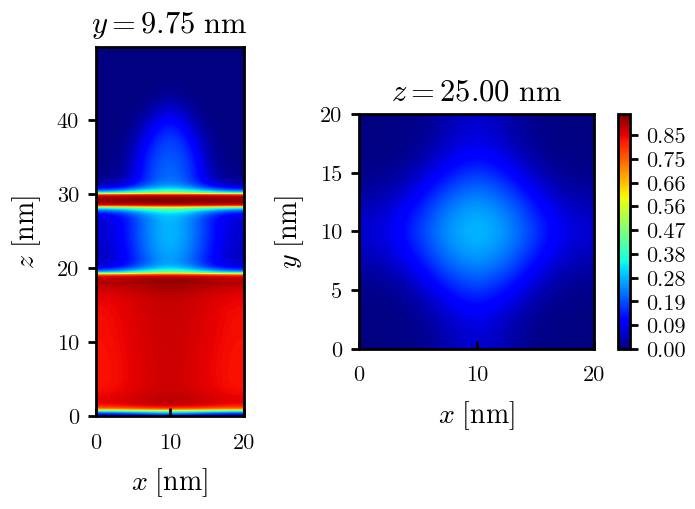 y = 9.75 nm
40
30
20
10
0
z [nm]
0 10 20
x [nm]
z = 25.00 nm
20
15
10
5
0
y [nm]
0 10 20
x [nm]
0.85
0.75
0.66
0.56
0.47
0.38
0.28
0.19
0.09
0.00